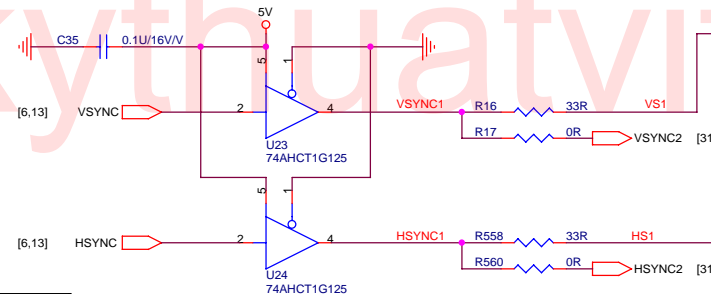 kythuatvit
5V
C35 0.1U/16V/V
5 1
[6,13] VSYNC 2 4 VSYNC1 R16 33R VS1
R17 0R VSYNC2 [31
U23
74AHCT1G125
5 1
[6,13] HSYNC 2 4 HSYNC1 R558 33R HS1
R560 0R HSYNC2 [31
U24
74AHCT1G125